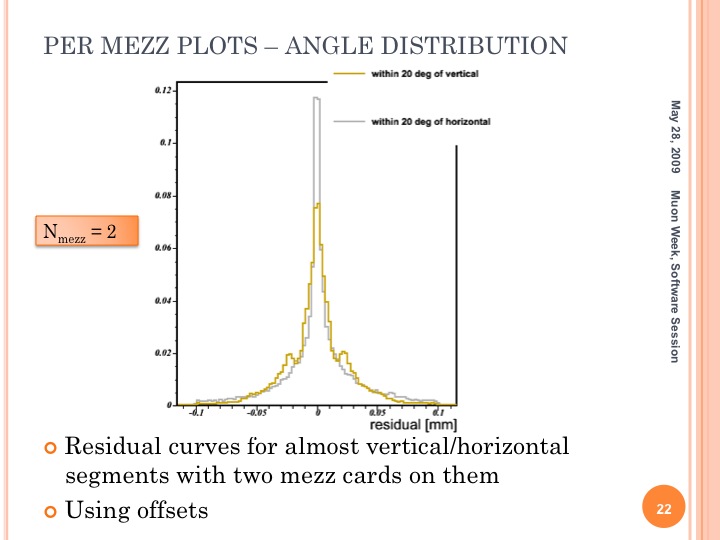 PER MEZZ PLOTS – ANGLE DISTRIBUTION
within 20 deg of vertical
within 20 deg of horizontal
0.12
0.1
0.08
0.06
0.04
0.02
0
-0.1 -0.05 0 0.05 0.1
residual [mm]
Nmezz = 2
Residual curves for almost vertical/horizontal
segments with two mezz cards on them
Using offsets
May 28, 2009 Muon Week, Software Session
22